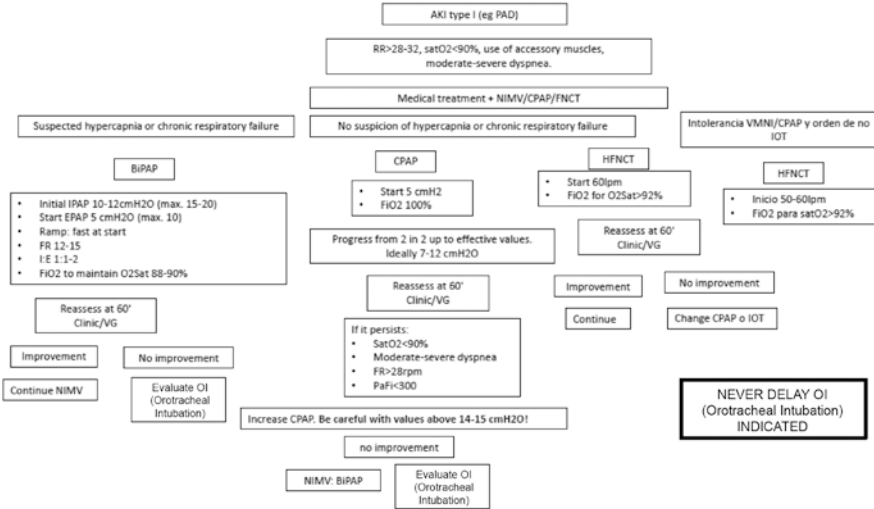 AKI type I (eg PAD)
RR>28-32, satO2<90%, use of accessory muscles,
moderate-severe dyspnea.
Medical treatment + NIMV/CPAP/FNCT
Suspected hypercapnia or chronic respiratory failure
No suspicion of hypercapnia or chronic respiratory failure
Intolerancia VMNI/CPAP y orden de no
IOT
BiPAP
• Initial IPAP 10-12cmH2O (max. 15-20)
• Start EPAP 5 cmH2O (max. 10)
• Ramp: fast at start
• FR 12-15
• I:E 1:1-2
• FiO2 to maintain O2Sat 88-90%
Reassess at 60'
Clinic/VG
Improvement
No improvement
Continue NIMV
Evaluate OI
(Orotracheal
Intubation)
CPAP
• Start 5 cmH2
• FiO2 100%
Progress from 2 in 2 up to effective values.
Ideally 7-12 cmH2O
Reassess at 60'
Clinic/VG
If it persists:
• SatO2<90%
• Moderate-severe dyspnea
• FR>28rpm
• PaFi<300
Increase CPAP. Be careful with values above 14-15 cmH2O!
no improvement
NIMV: BiPAP
Evaluate OI
(Orotracheal
Intubation)
HFNCT
• Start 60lpm
• FiO2 for O2Sat>92%
Reassess at 60'
Clinic/VG
Improvement
No improvement
Continue
Change CPAP o IOT
HFNCT
• Inicio 50-60lpm
• FiO2 para satO2>92%
NEVER DELAY OI
(Orotracheal Intubation)
INDICATED